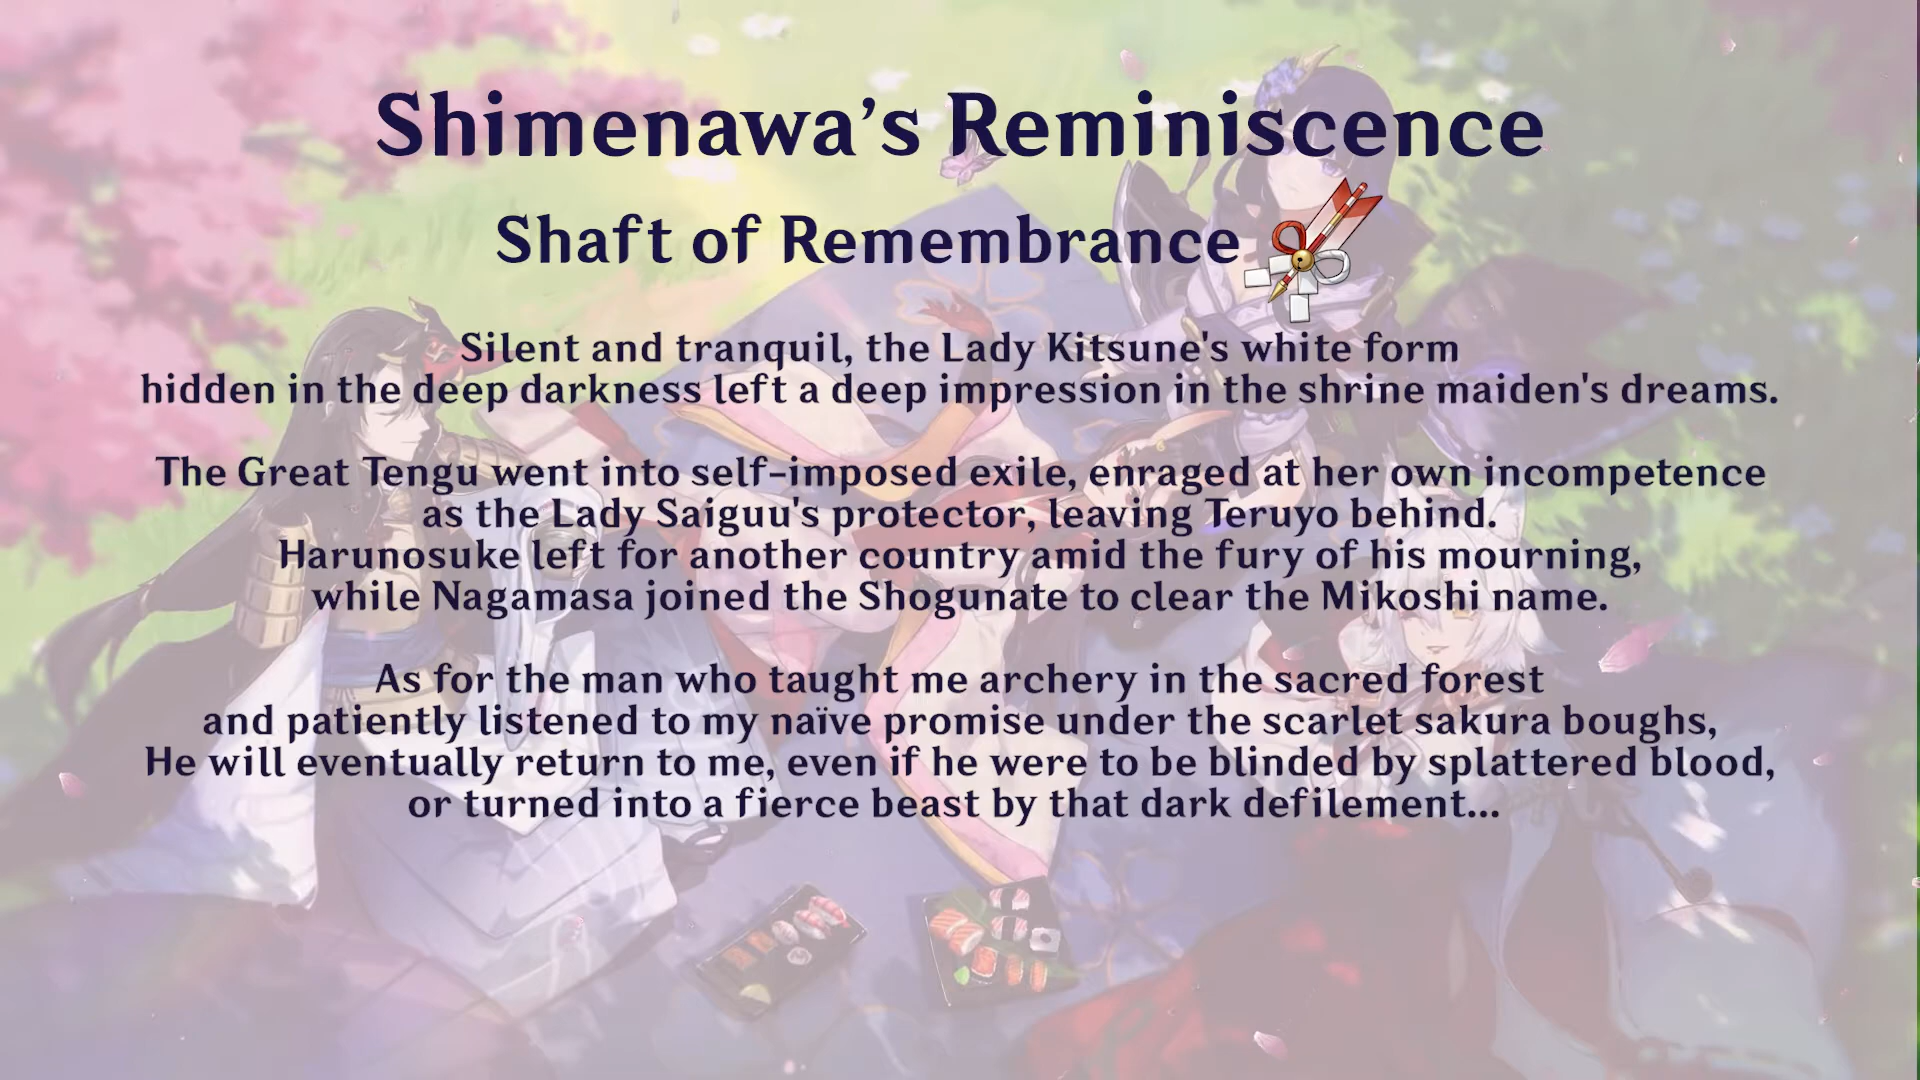 Shimenawa’s Reminiscence
Shaft of Remembrance
Silent and tranquil, the Lady Kitsune's white form
hidden in the deep darkness left a deep impression in the shrine maiden's dreams.
The Great Tengu went into self-imposed exile, enraged at her own incompetence
as the Lady Saiguu's protector, leaving Teruyo behind.
Harunosuke left for another country amid the fury of his mourning,
while Nagamasa joined the Shogunate to clear the Mikoshi name.
As for the man who taught me archery in the sacred forest
and patiently listened to my naïve promise under the scarlet sakura boughs,
He will eventually return to me, even if he were to be blinded by splattered blood,
or turned into a fierce beast by that dark defilement...